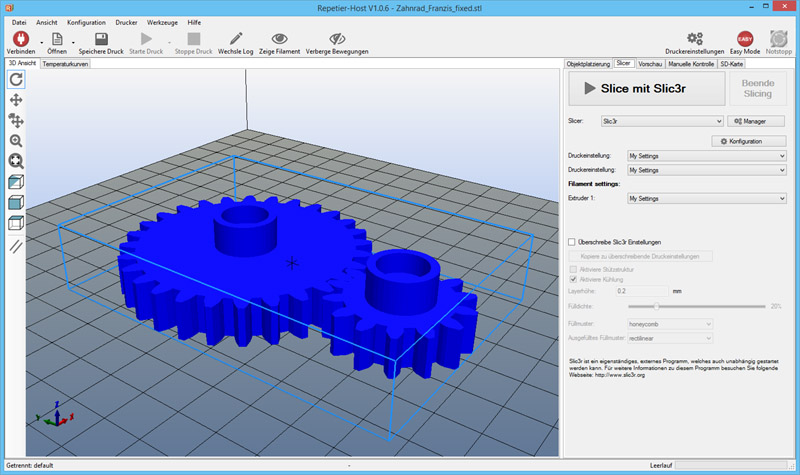 Repetier-Host V1.0.6 - Zahnrad_Franzis_fixed.stl
Datei Ansicht Konfiguration Drucker Werkzeuge Hilfe
Verbinden Öffnen Speichere Druck Starte Druck Stoppe Druck Wechsle Log Zeige Filament Verberge Bewegungen Druckereinstellungen Easy Mode Notstopp
EASY
3D Ansicht Temperaturkurven
Objektplatzierung Slicer Vorschau Manuelle Kontrolle SD-Karte
Slice mit Slic3r
Beende
Slicing
Slicer: Slic3r Manager
Konfiguration
Druckeinstellung: My Settings
Druckereinstellung: My Settings
Filament settings:
Extruder 1: My Settings
Überschreibe Slic3r Einstellungen
Kopiere zu überschreibende Druckeinstellungen
Aktiviere Stützstruktur
Aktiviere Kühlung
Layerhöhe: 0.2 mm
Fülldichte: 20%
Füllmuster: honeycomb
Ausgefülltes Füllmuster: rectilinear
Slic3r ist ein eigenständiges, externes Programm, welches auch unabhängig gestartet
werden kann. Für weitere Informationen zu diesem Programm besuchen Sie folgende
Webseite: http://www.slic3r.org
Z
Y X
Getrennt: default - Leerlauf